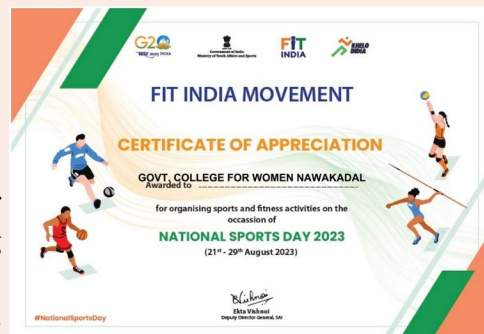 G20
Government of India
Ministry of Youth Affairs and Sports
FIT
INDIA
KHELO
INDIA
FIT INDIA MOVEMENT
CERTIFICATE OF APPRECIATION
GOVT, COLLEGE FOR WOMEN NAWAKADAL
Awarded to
for organising sports and fitness activities on the
occassion of
NATIONAL SPORTS DAY 2023
(21st - 29th August 2023)
Ekta Vishnoi
Deputy Director General, SAI
#NationalSportsDay